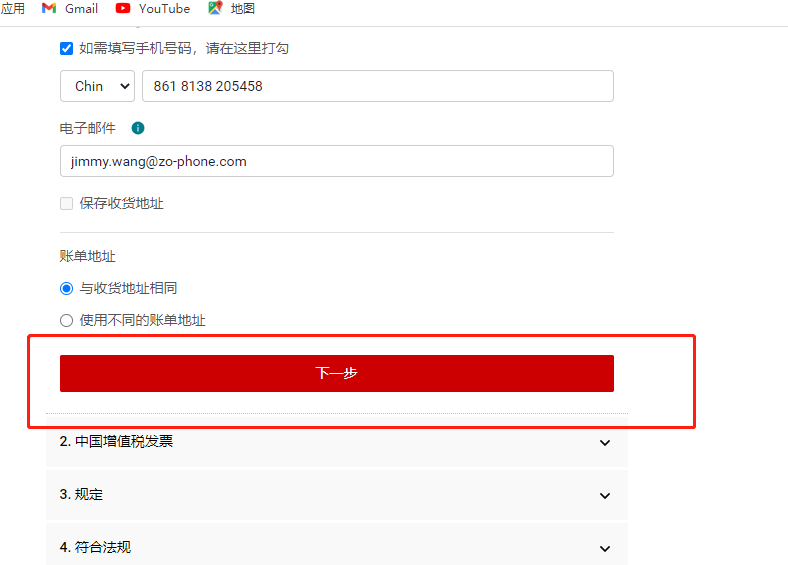 应用 Gmail YouTube 地图
如需填写手机号码，请在这里打勾
Chin 861 8138 205458
电子邮件
jimmy.wang@zo-phone.com
保存收货地址
账单地址
与收货地址相同
使用不同的账单地址
下一步
2. 中国增值税发票
3. 规定
4. 符合法规